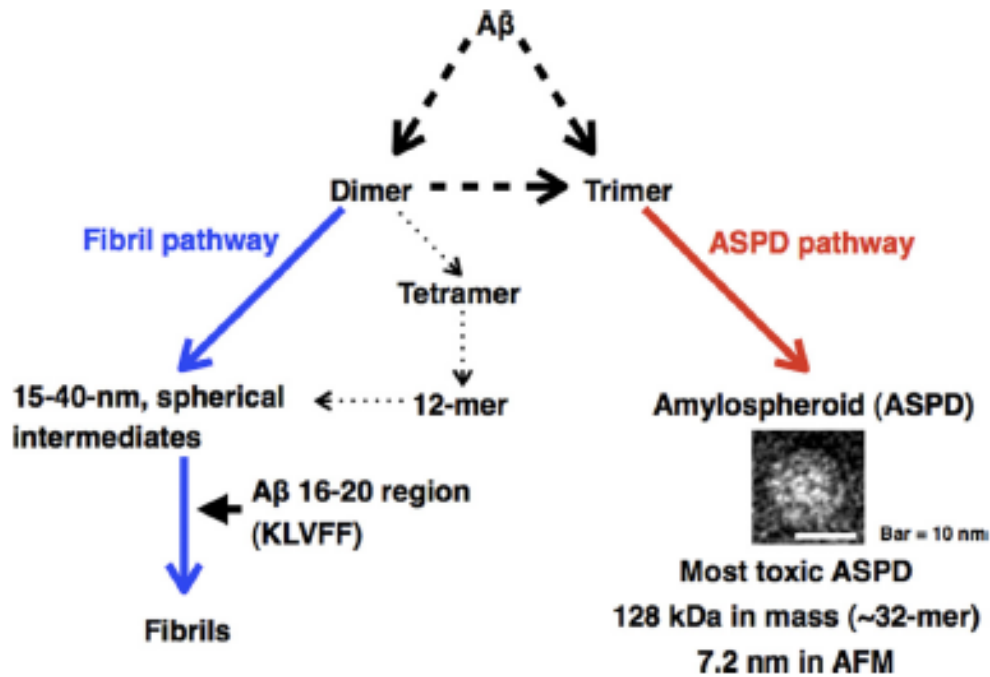 Aβ
Dimer
Trimer
Fibril pathway
ASPD pathway
Tetramer
15-40-nm, spherical
intermediates
12-mer
Amylospheroid (ASPD)
Aβ 16-20 region
(KLVFF)
Bar = 10 nm
Most toxic ASPD
Fibrils
128 kDa in mass (~32-mer)
7.2 nm in AFM